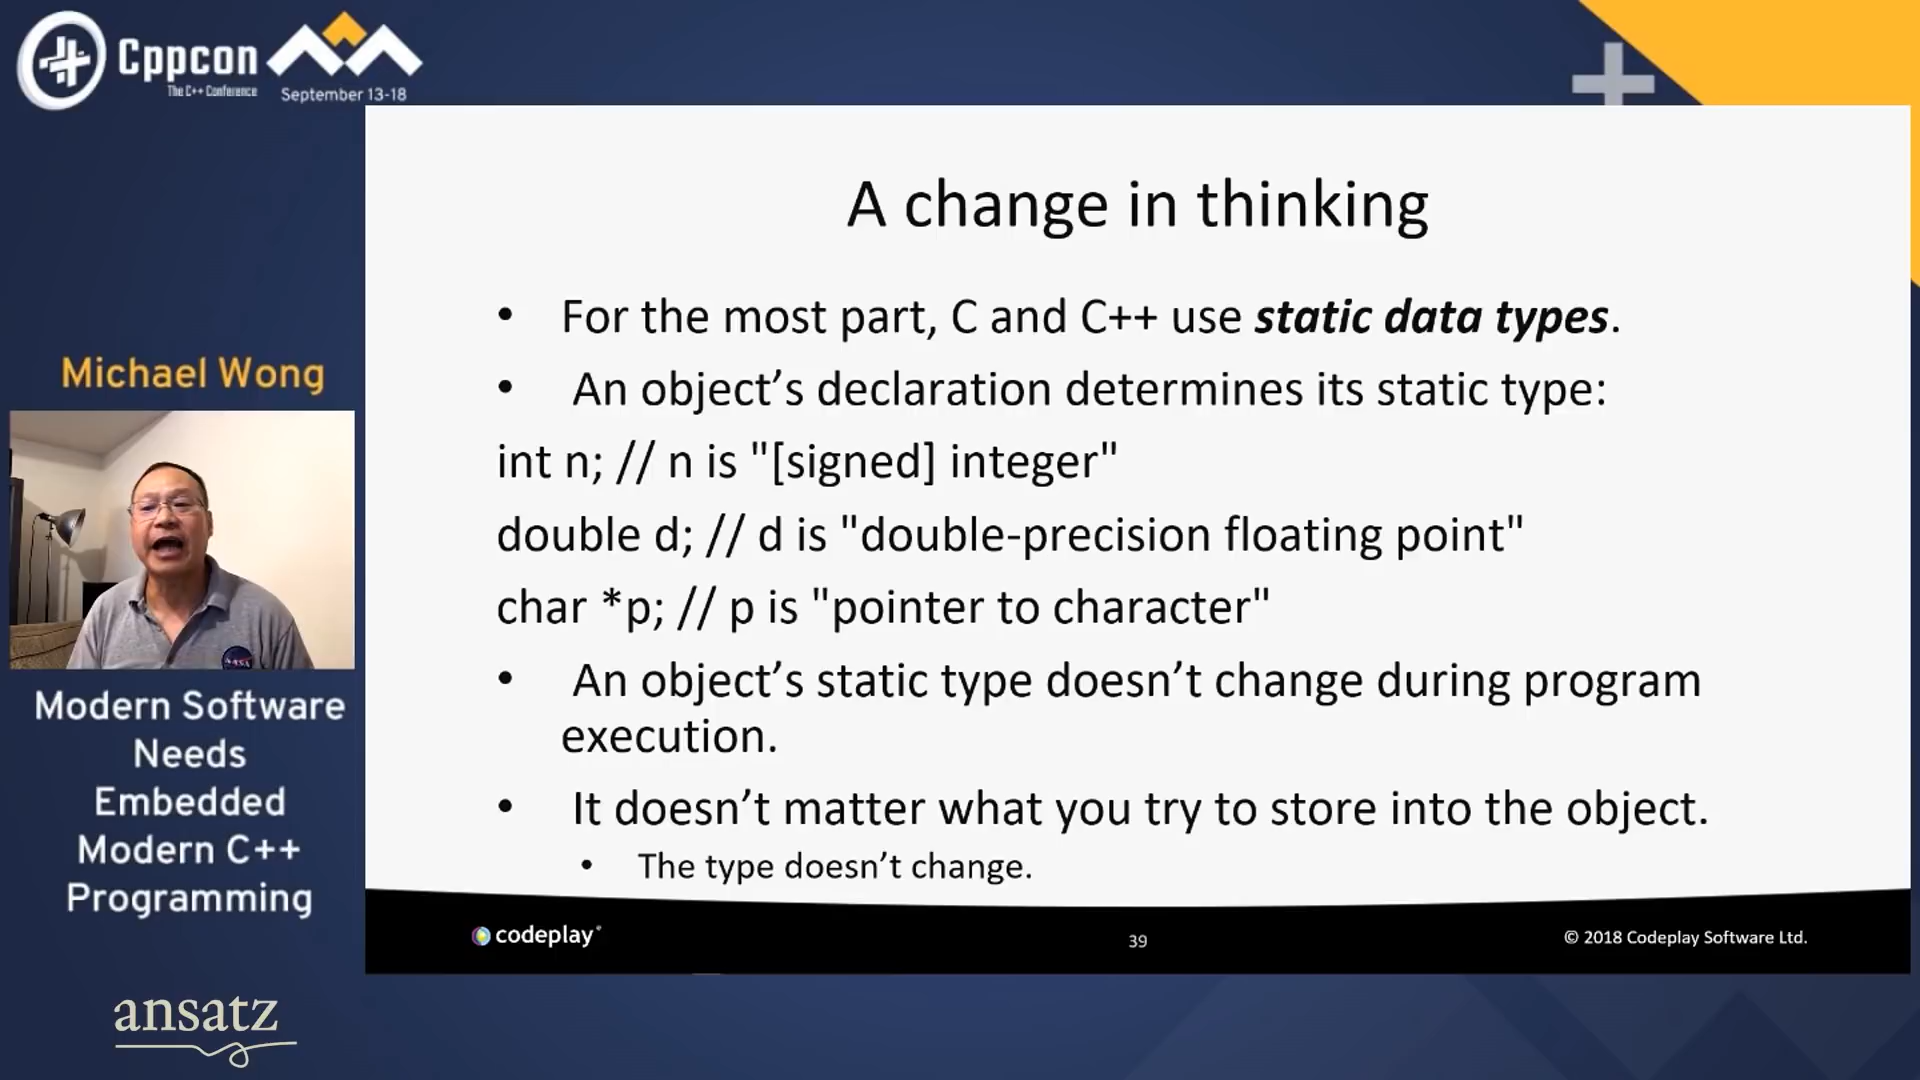 Cppcon
The C++ Conference
September 13-18
A change in thinking
• For the most part, C and C++ use static data types.
• An object’s declaration determines its static type:
int n; // n is "[signed] integer"
double d; // d is "double-precision floating point"
char *p; // p is "pointer to character"
• An object’s static type doesn’t change during program
execution.
• It doesn’t matter what you try to store into the object.
• The type doesn’t change.
codeplay
39
© 2018 Codeplay Software Ltd.
Michael Wong
NASA
Modern Software
Needs
Embedded
Modern C++
Programming
ansatz